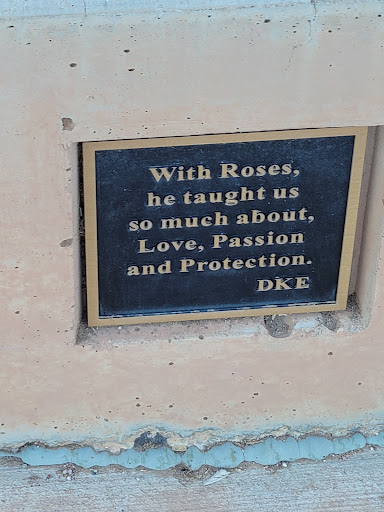 With Roses,
he taught us
so much about,
Love, Passion
and Protection.
DKE